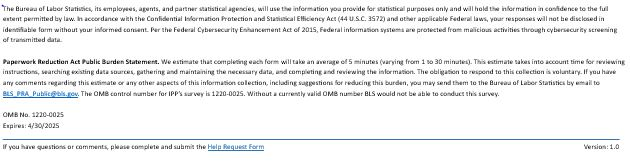 The Bureau of Labor Statistics, its employees, agents, and partner statistical agencies, will use the information you provide for statistical purposes only and will hold the information in confidence to the full
extent permitted by law. In accordance with the Confidential Information Protection and Statistical Efficiency Act (44 U.S.C. 3572) and other applicable Federal laws, your responses will not be disclosed in
identifiable form without your informed consent. Per the Federal Cybersecurity Enhancement Act of 2015, Federal information systems are protected from malicious activities through cybersecurity screening
of transmitted data.
Paperwork Reduction Act Public Burden Statement. We estimate that completing each form will take an average of 5 minutes (varying from 1 to 30 minutes). This estimate takes into account time for reviewing
instructions, searching existing data sources, gathering and maintaining the necessary data, and completing and reviewing the information. The obligation to respond to this collection is voluntary. If you have
any comments regarding this estimate or any other aspects of this information collection, including suggestions for reducing this burden, you may send them to the Bureau of Labor Statistics by email to
BLS_PRA_Public@bls.gov. The OMB control number for IPP's survey is 1220-0025. Without a currently valid OMB number BLS would not be able to conduct this survey.
OMB No. 1220-0025
Expires: 4/30/2025
If you have questions or comments, please complete and submit the Help Request Form Version: 1.0